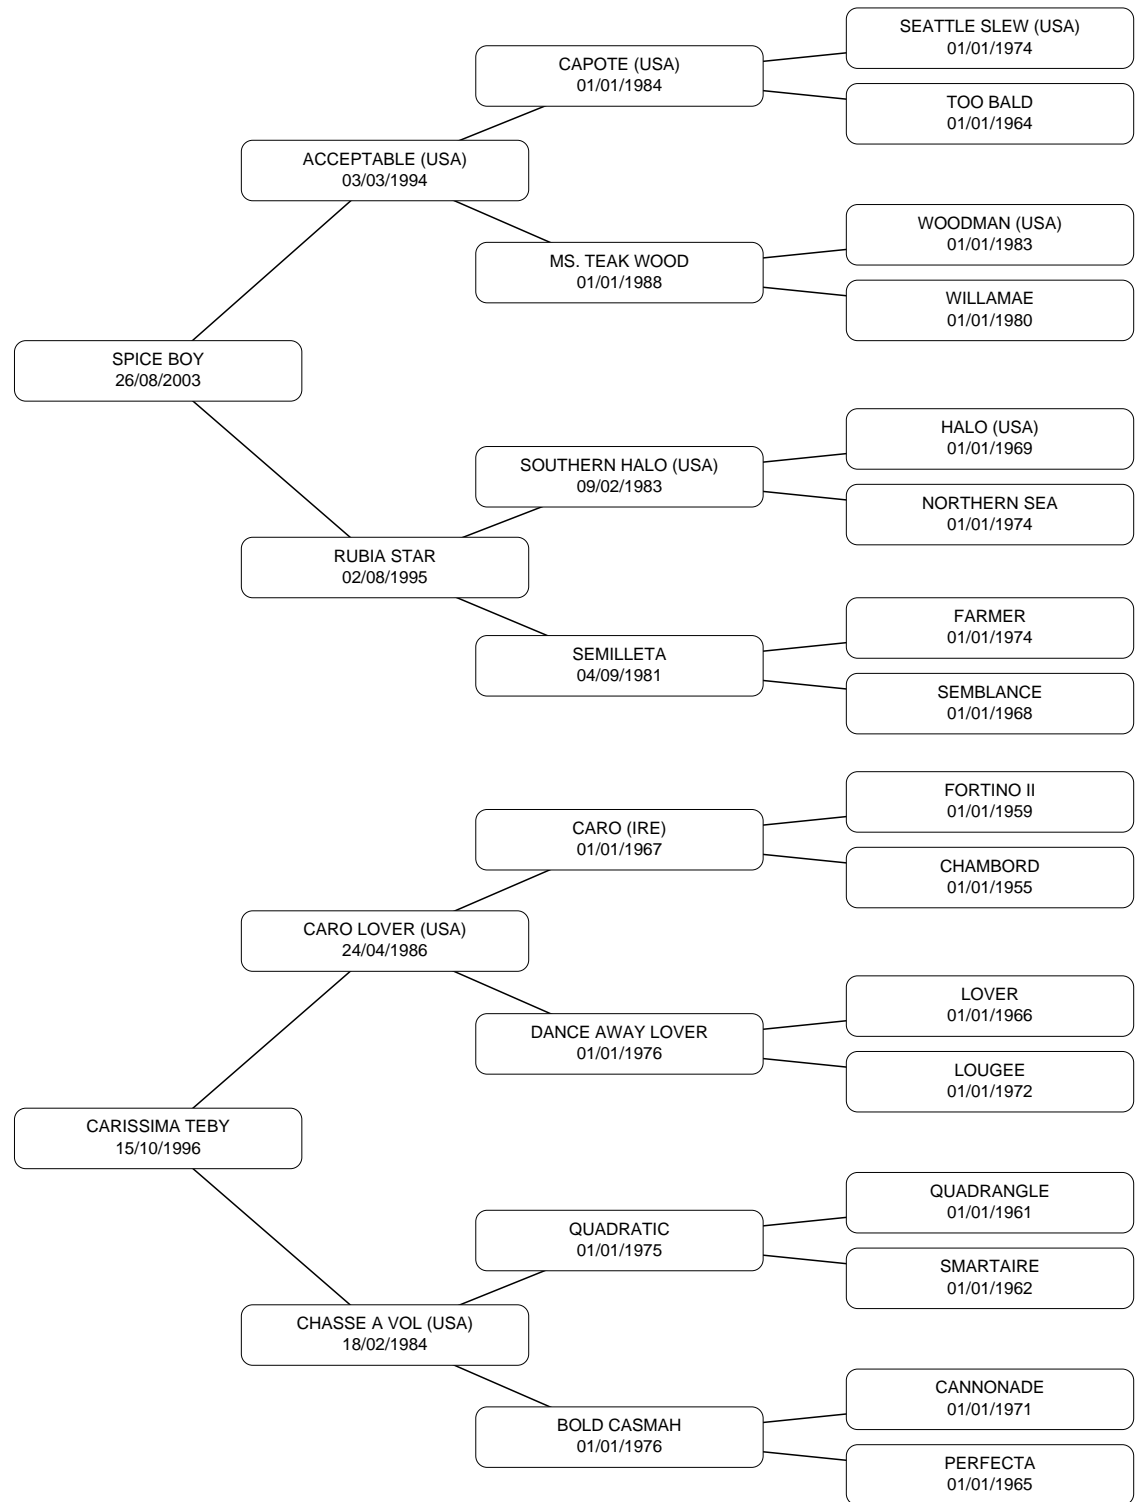 SEATTLE SLEW (USA)
01/01/1974
CAPOTE (USA)
01/01/1984
TOO BALD
01/01/1964
ACCEPTABLE (USA)
03/03/1994
WOODMAN (USA)
01/01/1983
MS. TEAK WOOD
01/01/1988
WILLAMAE
01/01/1980
SPICE BOY
26/08/2003
HALO (USA)
01/01/1969
SOUTHERN HALO (USA)
09/02/1983
NORTHERN SEA
01/01/1974
RUBIA STAR
02/08/1995
FARMER
01/01/1974
SEMILLETA
04/09/1981
SEMBLANCE
01/01/1968
FORTINO II
01/01/1959
CARO (IRE)
01/01/1967
CHAMBORD
01/01/1955
CARO LOVER (USA)
24/04/1986
LOVER
01/01/1966
DANCE AWAY LOVER
01/01/1976
LOUGEE
01/01/1972
CARISSIMA TEBY
15/10/1996
QUADRANGLE
01/01/1961
QUADRATIC
01/01/1975
SMARTAIRE
01/01/1962
CHASSE A VOL (USA)
18/02/1984
CANNONADE
01/01/1971
BOLD CASMAH
01/01/1976
PERFECTA
01/01/1965